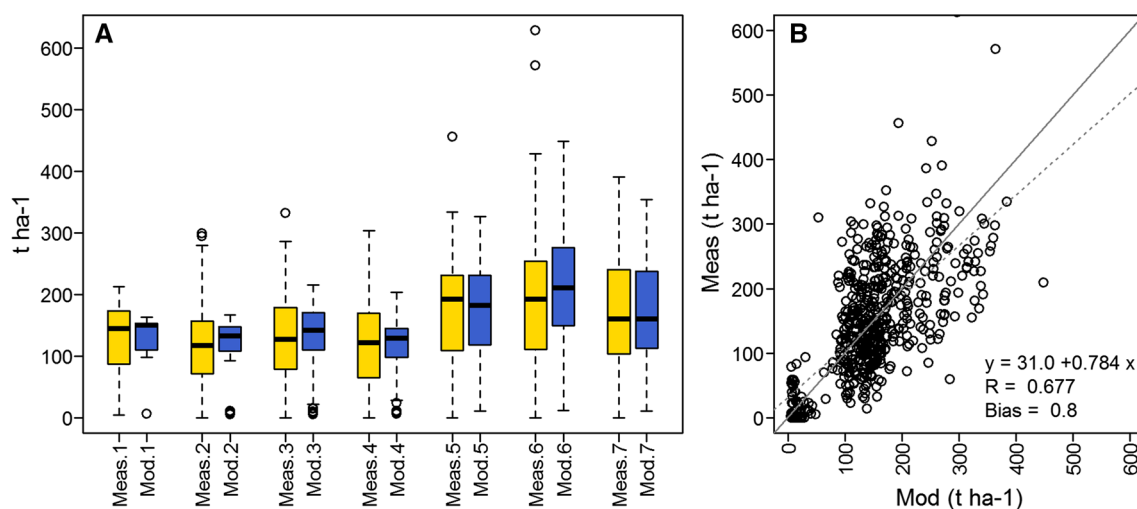 A
t ha-1
600
500
400
300
200
100
0
Meas.1
Mod.1
Meas.2
Mod.2
Meas.3
Mod.3
Meas.4
Mod.4
Meas.5
Mod.5
Meas.6
Mod.6
Meas.7
Mod.7
B
Meas (t ha-1)
600
500
400
300
200
100
0
y = 31.0 +0.784 x
R = 0.677
Bias = 0.8
0
100
200
300
400
500
600
Mod (t ha-1)